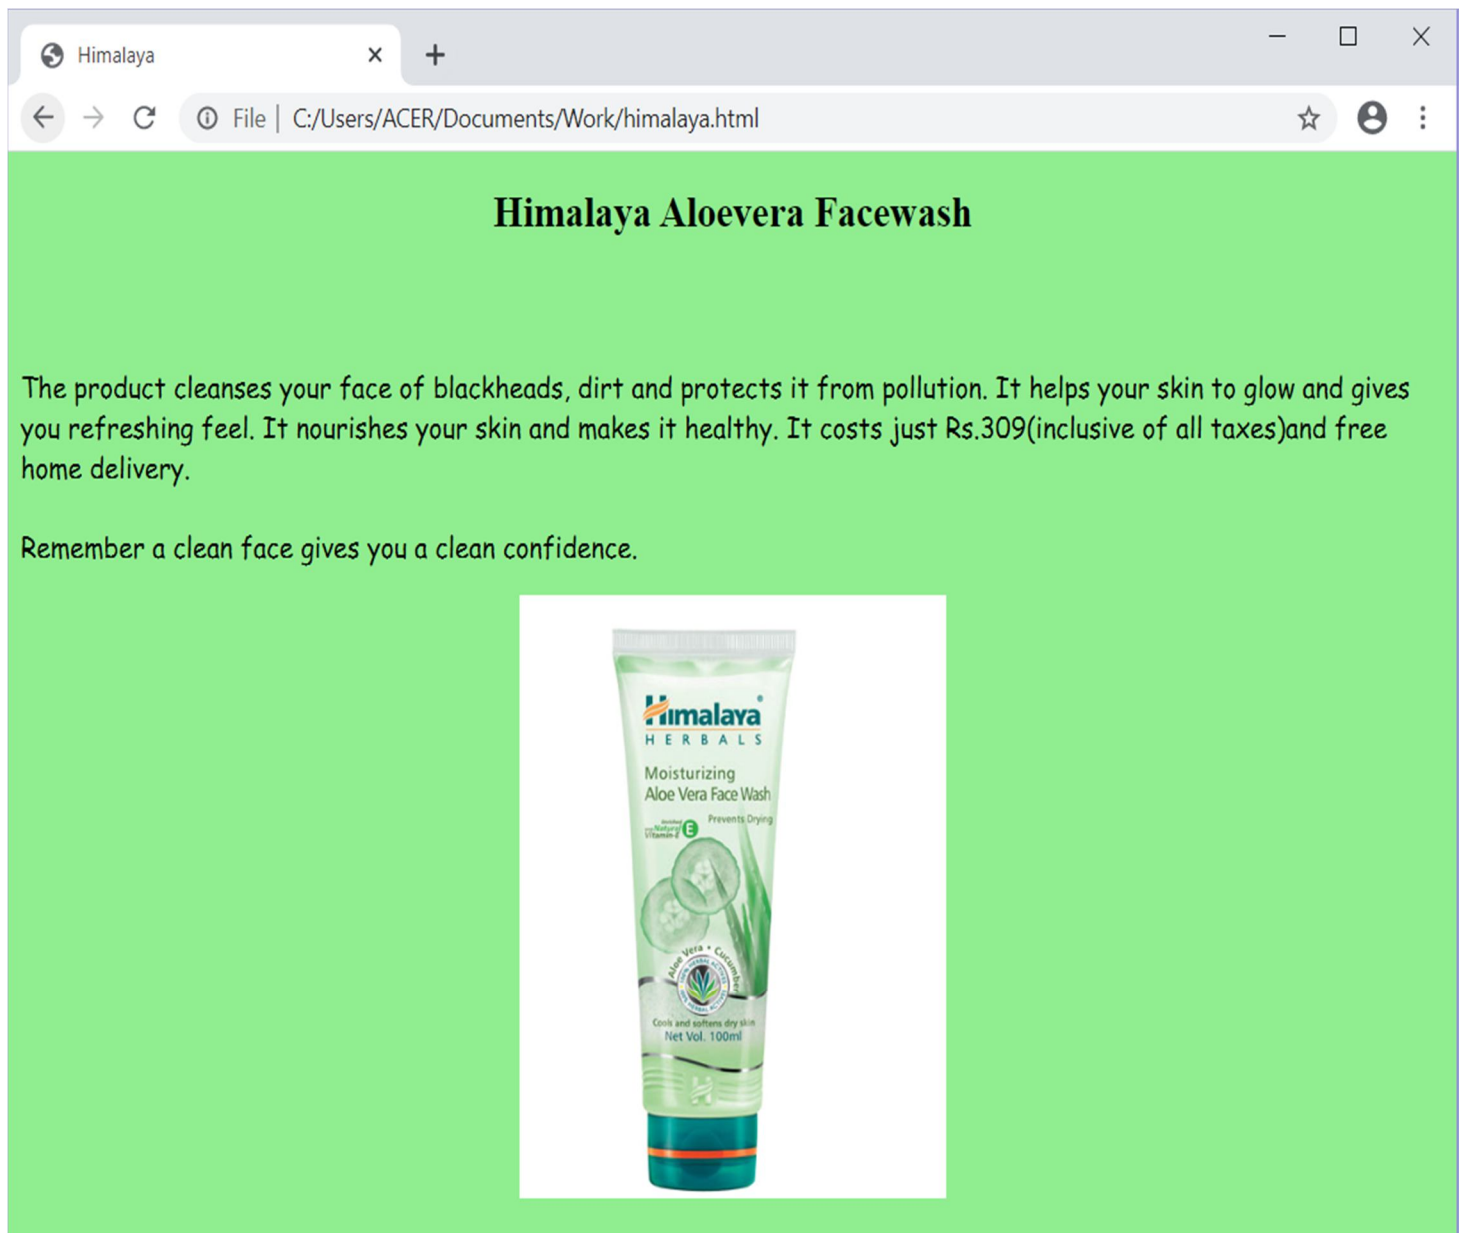 Himalaya
File | C:/Users/ACER/Documents/Work/himalaya.html
Himalaya Aloevera Facewash
The product cleanses your face of blackheads, dirt and protects it from pollution. It helps your skin to glow and gives
you refreshing feel. It nourishes your skin and makes it healthy. It costs just Rs.309(inclusive of all taxes)and free
home delivery.
Remember a clean face gives you a clean confidence.
Himalaya®
HERBALS
Moisturizing
Aloe Vera Face Wash
Prevents Drying
Natural
Vitamin-E
E
Aloe Vera • Cucumber
Cools and softens dry skin
Net Vol. 100ml